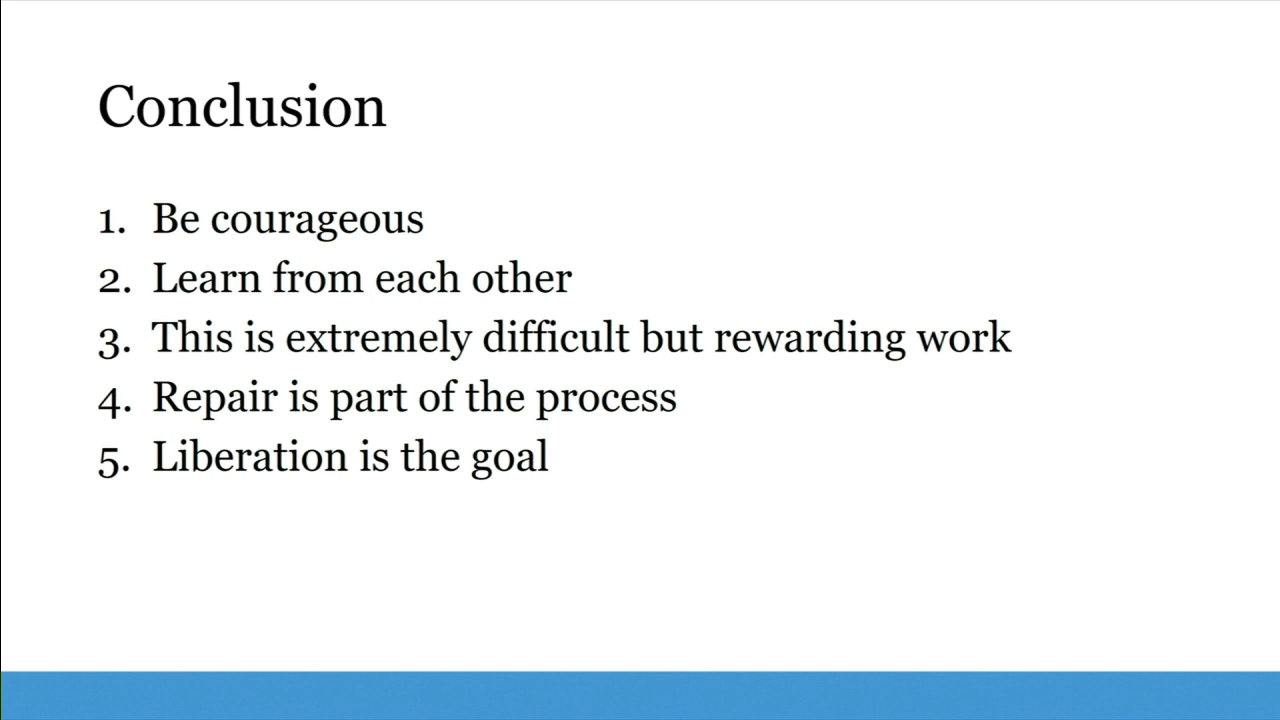 Conclusion
1. Be courageous
2. Learn from each other
3. This is extremely difficult but rewarding work
4. Repair is part of the process
5. Liberation is the goal